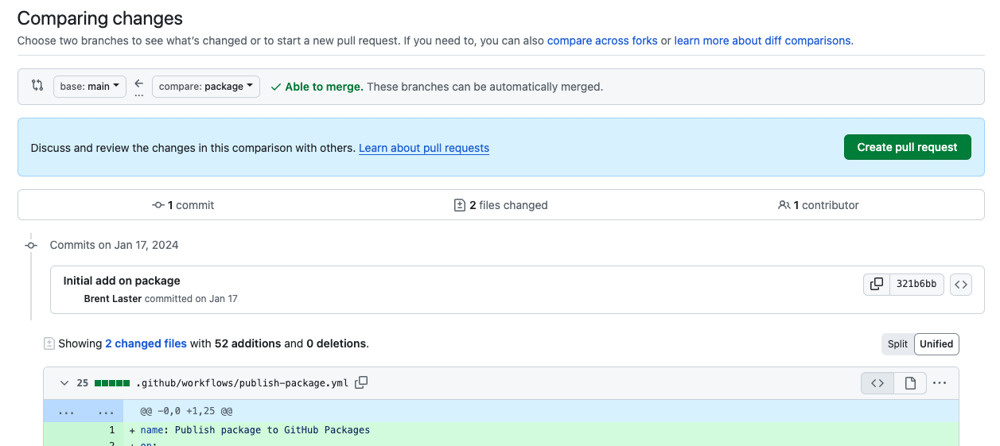 Comparing changes
Choose two branches to see what's changed or to start a new pull request. If you need to, you can also compare across forks or learn more about diff comparisons.
base: main ... compare: package Able to merge. These branches can be automatically merged.
Discuss and review the changes in this comparison with others. Learn about pull requests Create pull request
1 commit 2 files changed 1 contributor
Commits on Jan 17, 2024
Initial add on package
Brent Laster committed on Jan 17
321b6bb
Showing 2 changed files with 52 additions and 0 deletions. Split Unified
25 .github/workflows/publish-package.yml
... ... @@ -0,0 +1,25 @@
1 + name: Publish package to GitHub Packages
2 + on: